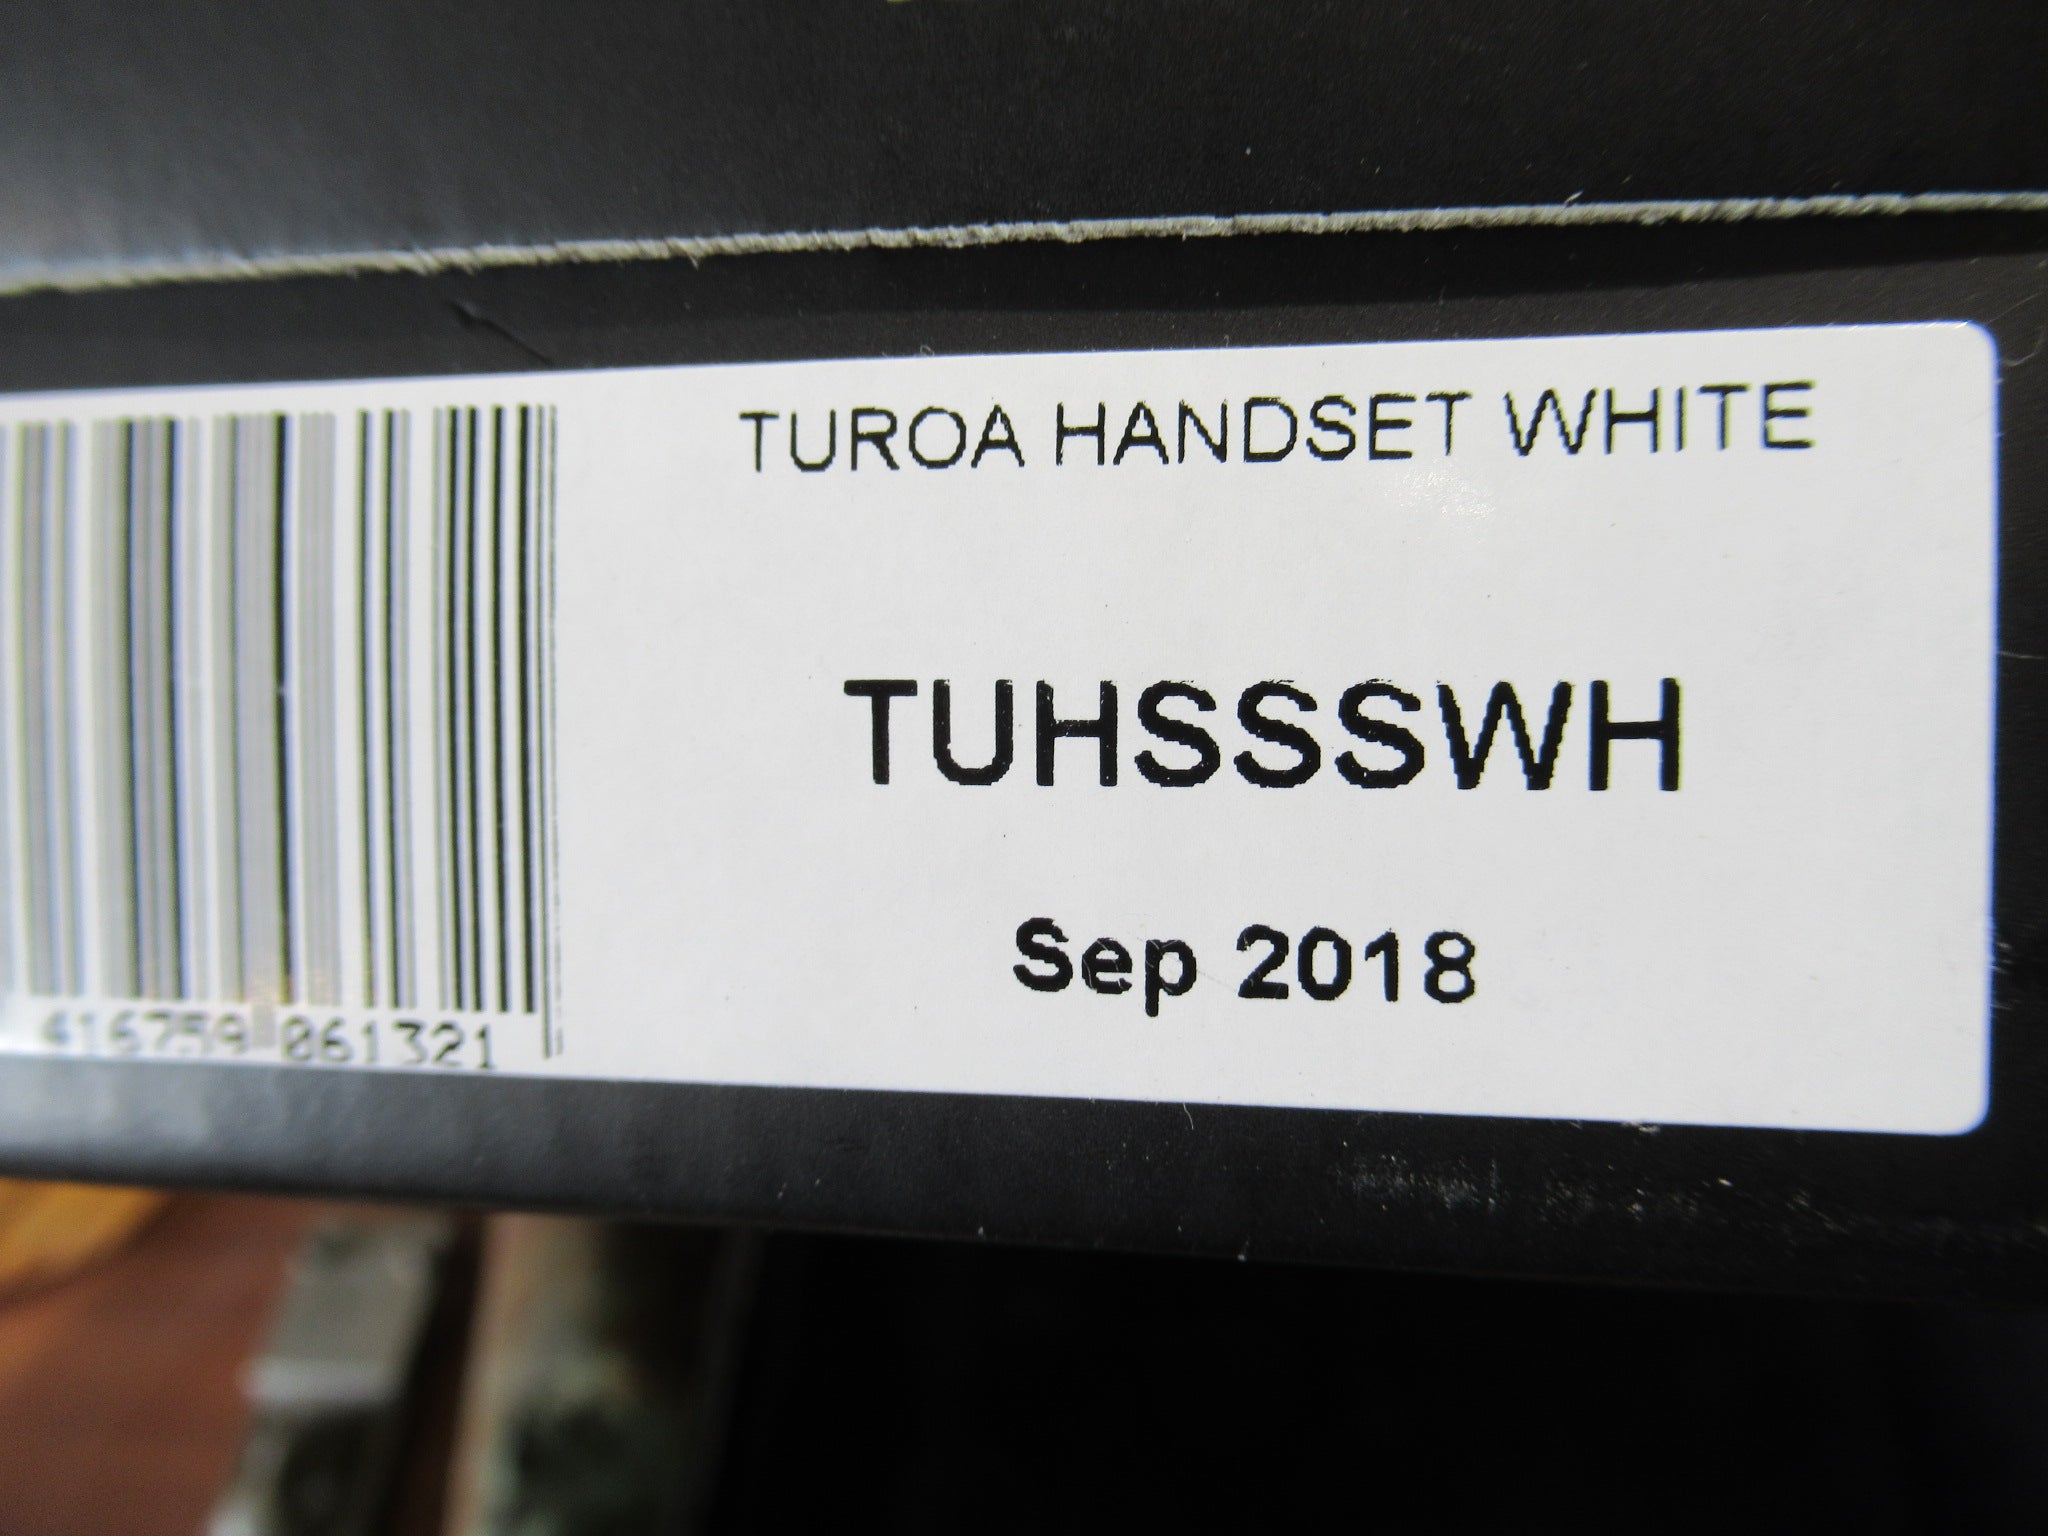 TUROA HANDSET WHITE
TUHSSSWH
Sep 2018
416759 061321